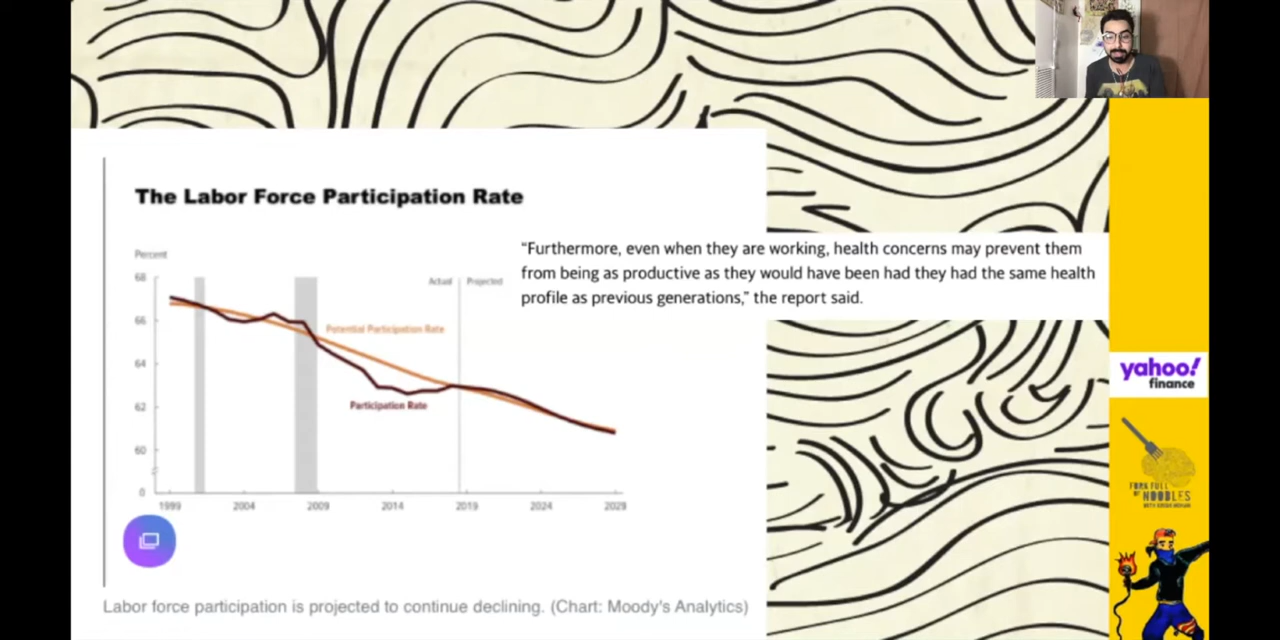 The Labor Force Participation Rate
"Furthermore, even when they are working, health concerns may prevent them
from being as productive as they would have been had they had the same health
profile as previous generations," the report said.
Percent
68
66
64
62
60
0
Actual
Projected
Potential Participation Rate
Participation Rate
1999
2004
2009
2014
2019
2024
2029
Labor force participation is projected to continue declining. (Chart: Moody's Analytics)
yahoo!
finance
FORK FULL
OF NOODLES